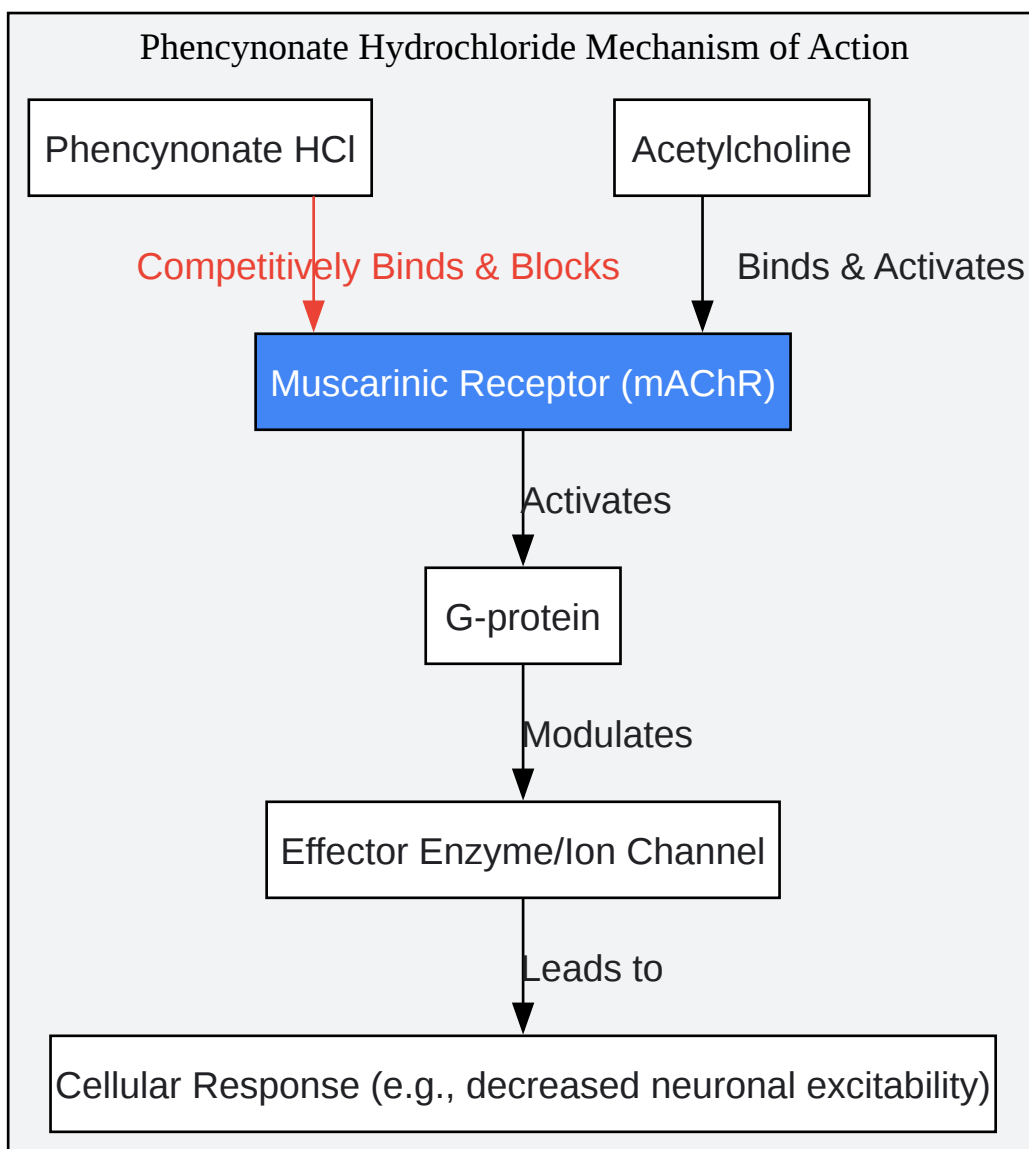 Phencynonate Hydrochloride Mechanism of Action
Phencynonate HCl
Acetylcholine
Competitively Binds & Blocks
Binds & Activates
Muscarinic Receptor (mAChR)
Activates
G-protein
Modulates
Effector Enzyme/Ion Channel
Leads to
Cellular Response (e.g., decreased neuronal excitability)